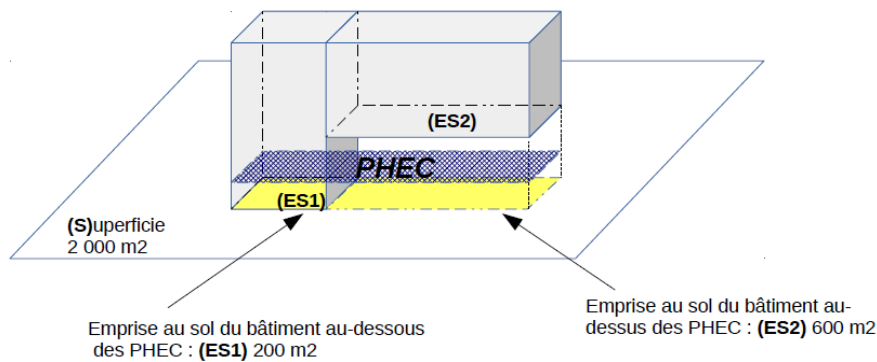 (ES2)
PHEC
(ES1)
(S)uperficie
2 000 m2
Emprise au sol du bâtiment au-dessous
des PHEC : (ES1) 200 m2
Emprise au sol du bâtiment au-
dessus des PHEC : (ES2) 600 m2